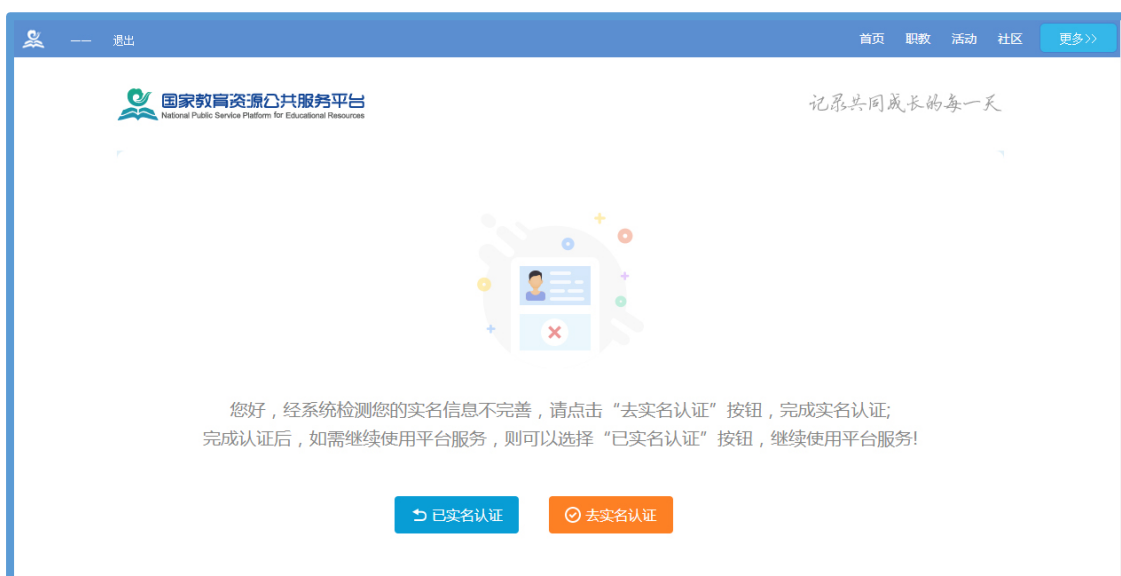 —— 退出 首页 职教 活动 社区 更多>>
国家教育资源公共服务平台
National Public Service Platform for Educational Resources
记录共同成长的每一天
您好，经系统检测您的实名信息不完善，请点击“去实名认证”按钮，完成实名认证;
完成认证后，如需继续使用平台服务，则可以选择“已实名认证”按钮，继续使用平台服务!
已实名认证 去实名认证